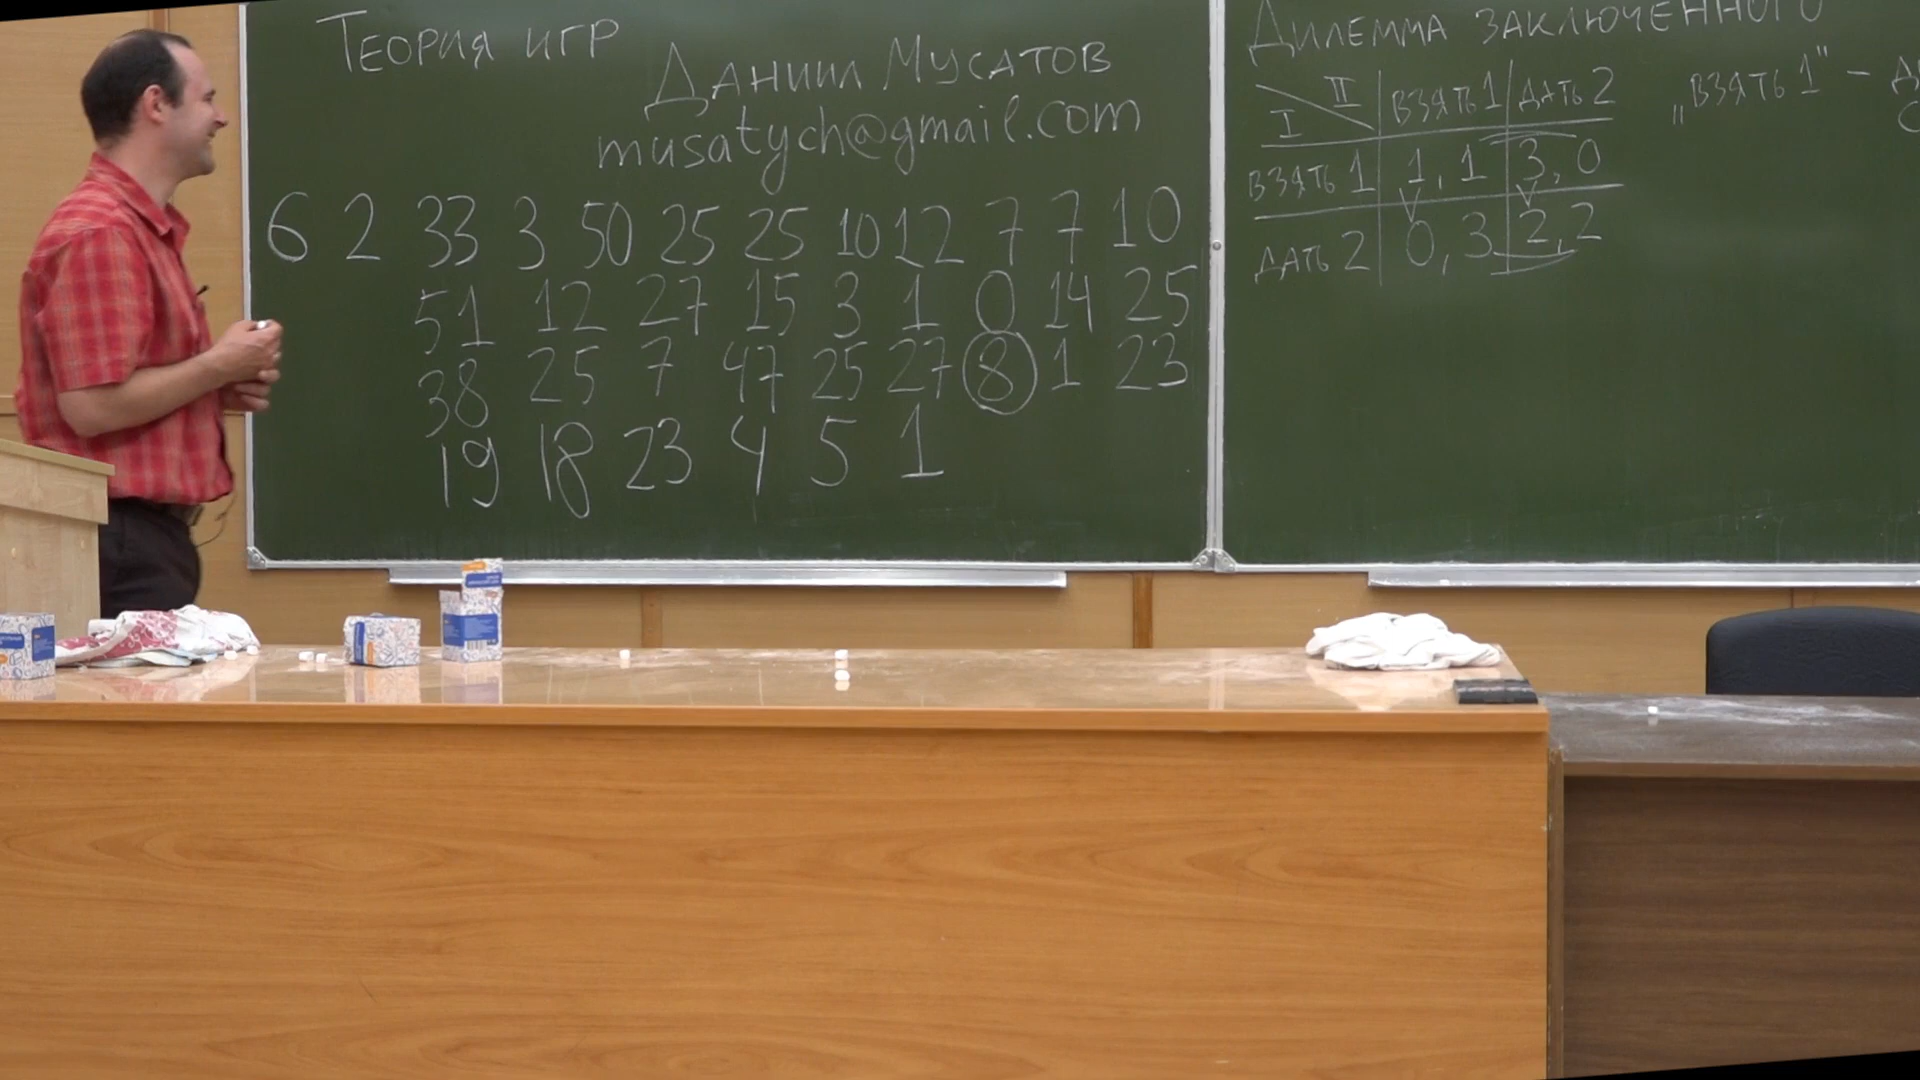 Теория игр
Даниил Мусатов
musatych@gmail.com
6 2 33 3 50 25 25 10 12 7 7 10
51 12 27 15 3 1 0 14 25
38 25 7 47 25 27 8 1 23
19 18 23 4 5 1
Дилемма заключенного
II взять 1 дать 2
I
взять 1 1, 1 3, 0
дать 2 0, 3 2, 2
„взять 1" –